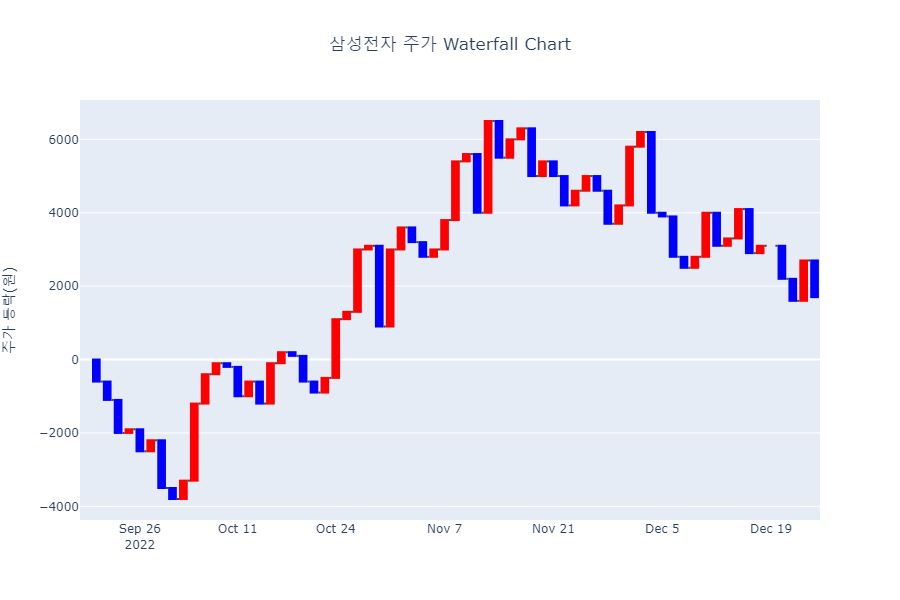 삼성전자 주가 Waterfall Chart
주가 등락(원)
6000
4000
2000
0
−2000
−4000
Sep 26
2022
Oct 11
Oct 24
Nov 7
Nov 21
Dec 5
Dec 19